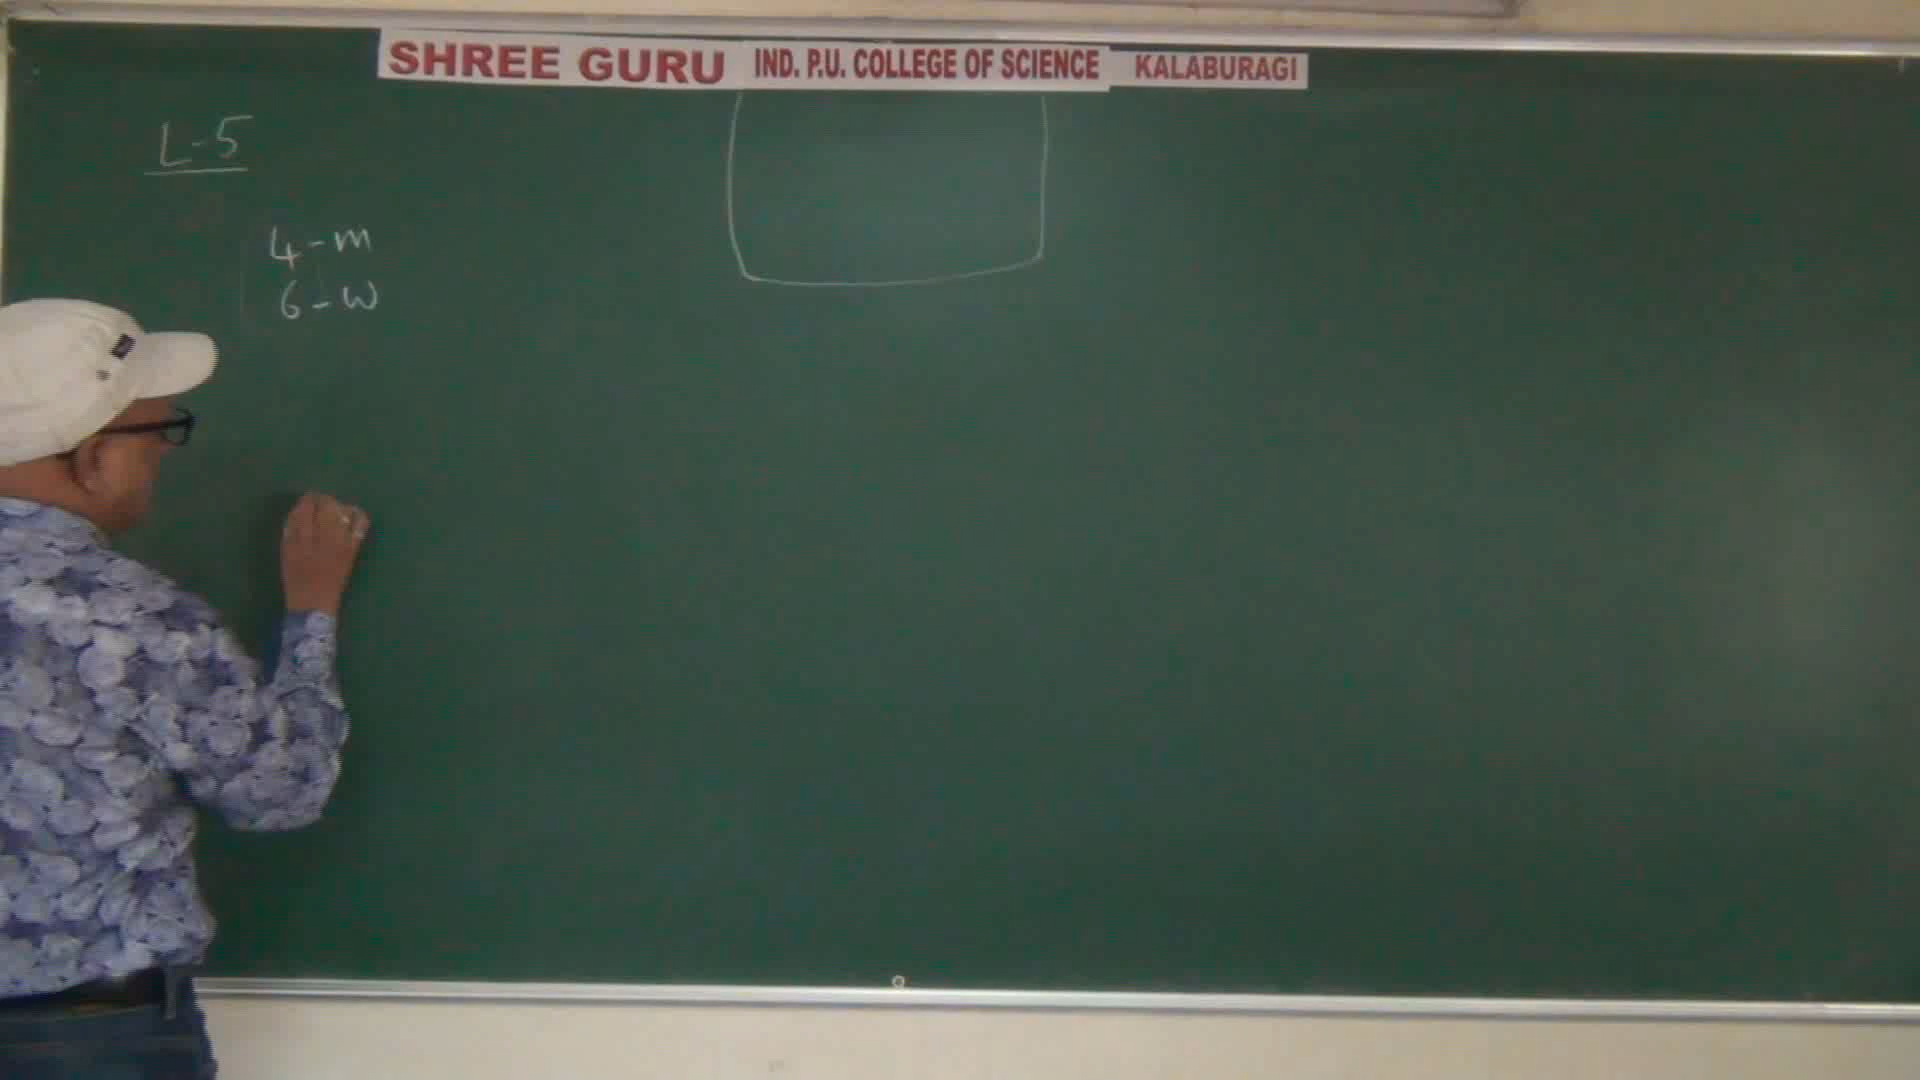 SHREE GURU IND. P.U. COLLEGE OF SCIENCE KALABURAGI
L-5
4-m
6-w